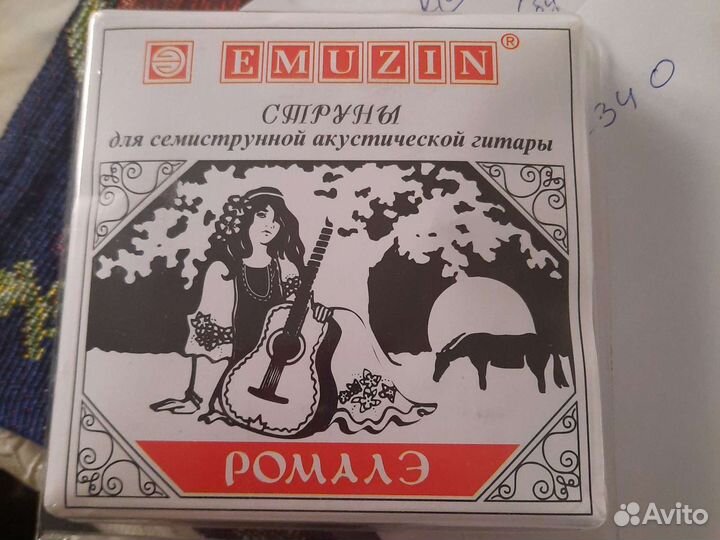 EMUZIN®
СТРУНЫ
для семиструнной акустической гитары
РОМАЛЭ
Avito